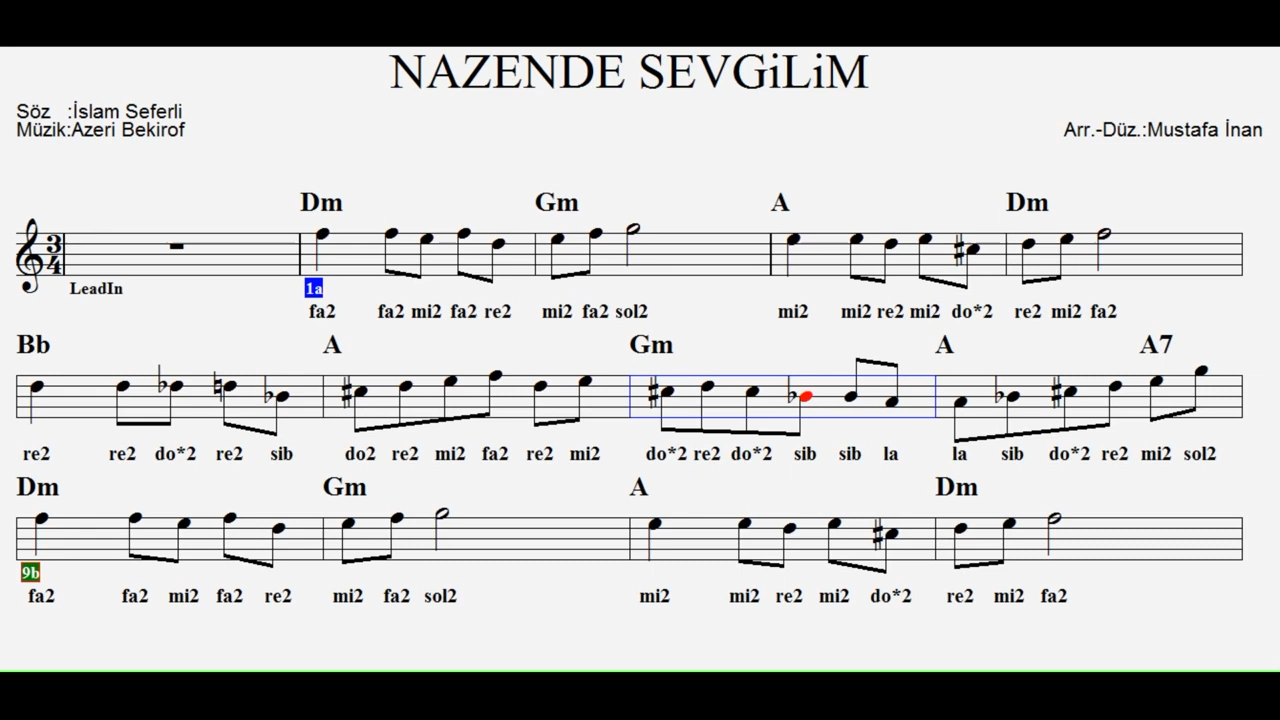 NAZENDE SEVGiLiM
Söz :İslam Seferli
Müzik:Azeri Bekirof
Arr.-Düz.:Mustafa İnan
Dm Gm A Dm
3
4
LeadIn 1a
fa2 fa2 mi2 fa2 re2 mi2 fa2 sol2 mi2 mi2 re2 mi2 do*2 re2 mi2 fa2
Bb A Gm A A7
re2 re2 do*2 re2 sib do2 re2 mi2 fa2 re2 mi2 do*2 re2 do*2 sib sib la la sib do*2 re2 mi2 sol2
Dm Gm A Dm
9b
fa2 fa2 mi2 fa2 re2 mi2 fa2 sol2 mi2 mi2 re2 mi2 do*2 re2 mi2 fa2